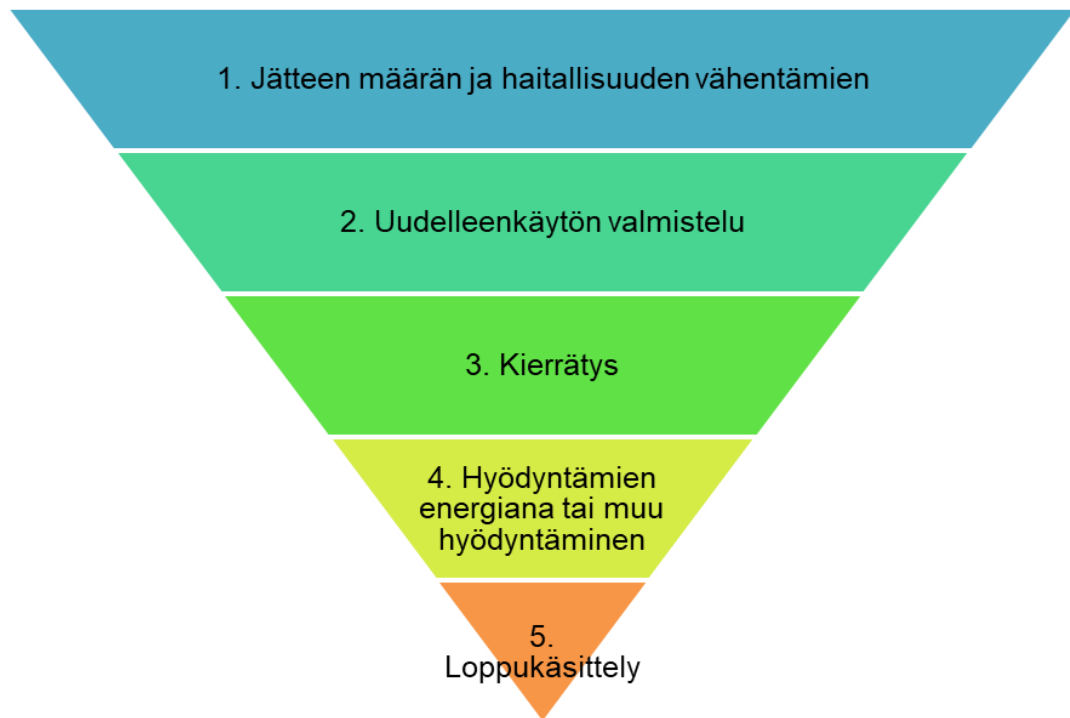 1. Jätteen määrän ja haitallisuuden vähentämien
2. Uudelleenkäytön valmistelu
3. Kierrätys
4. Hyödyntämien
energiana tai muu
hyödyntäminen
5.
Loppukäsittely